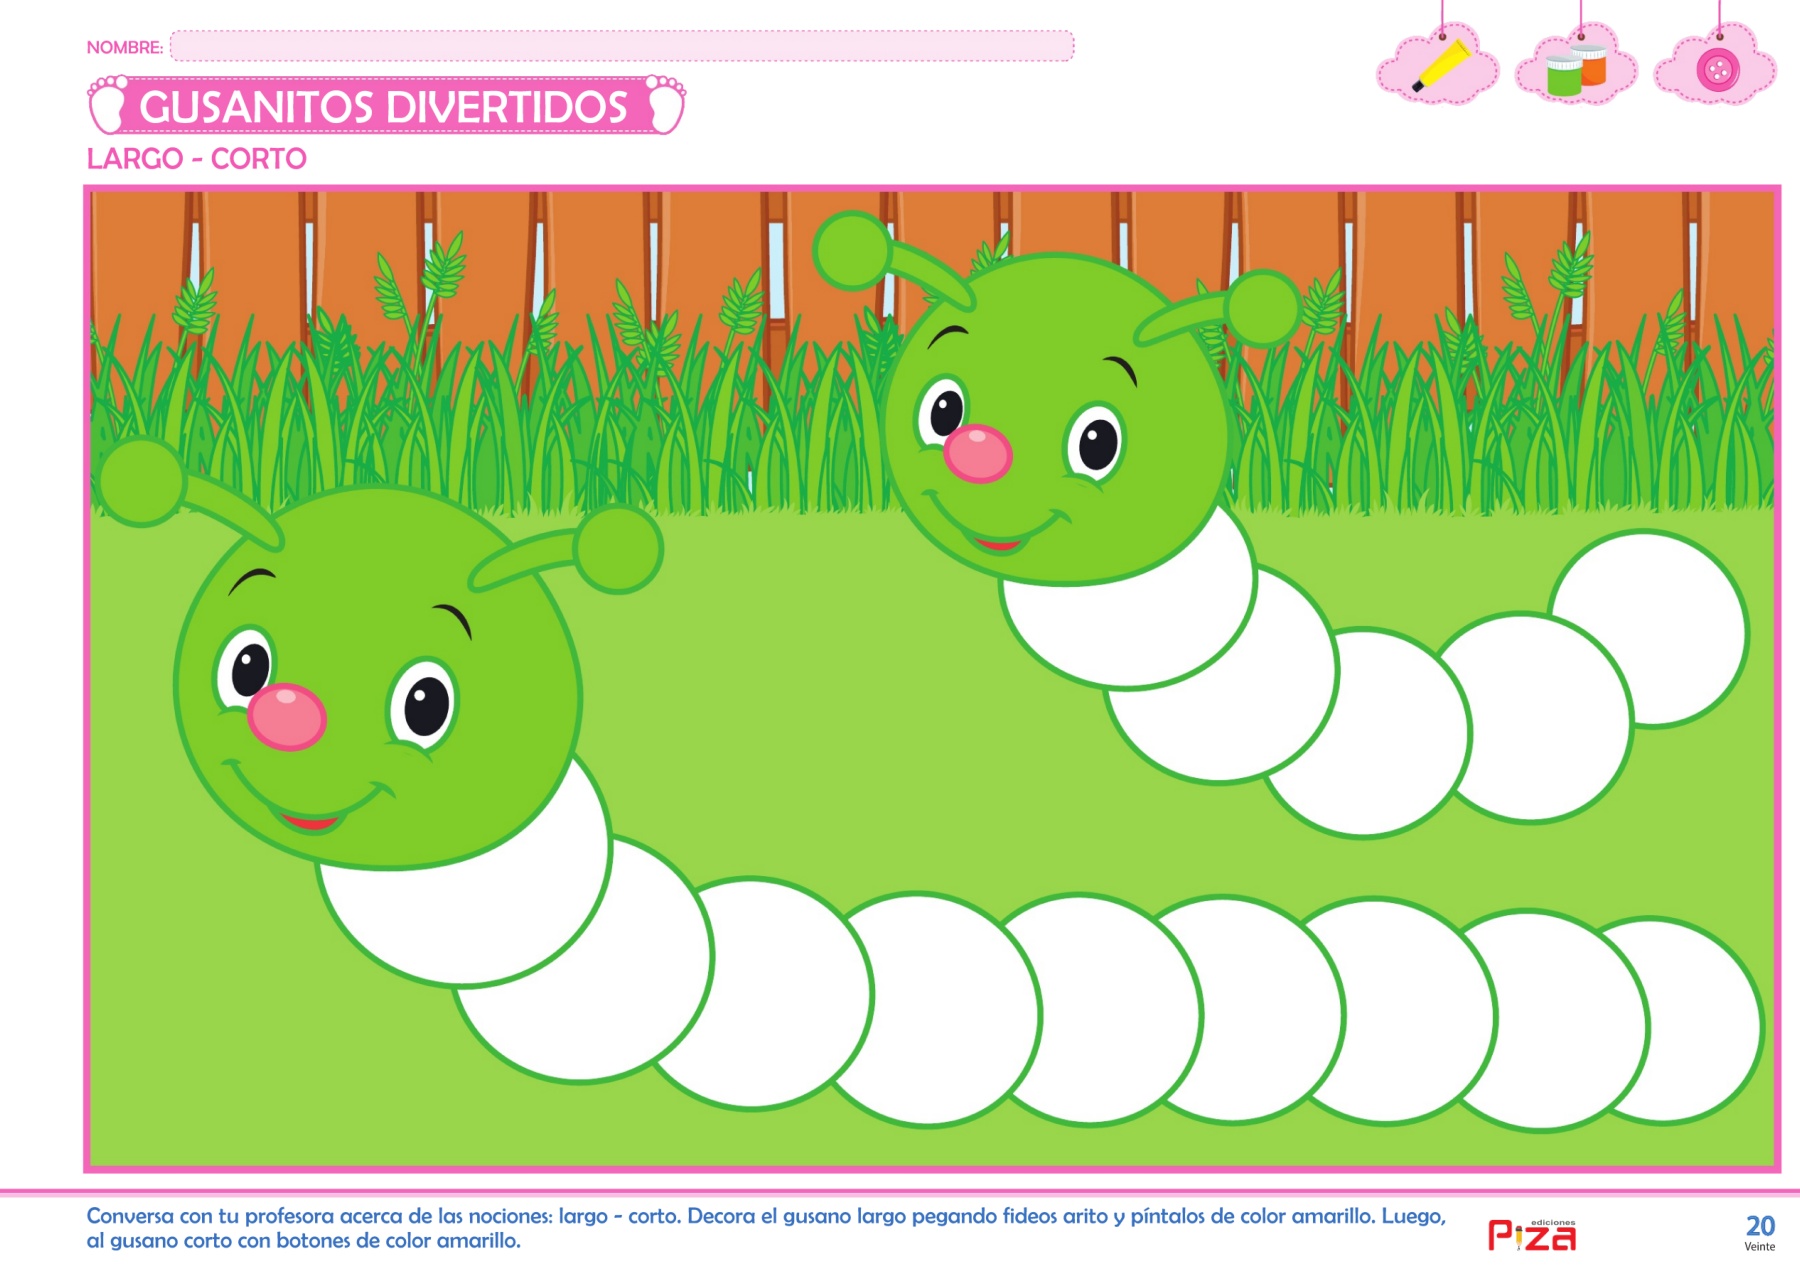 NOMBRE:
GUSANITOS DIVERTIDOS
LARGO - CORTO
Conversa con tu profesora acerca de las nociones: largo - corto. Decora el gusano largo pegando fideos arito y píntalos de color amarillo. Luego,
al gusano corto con botones de color amarillo.
ediciones
Piza
20
Veinte